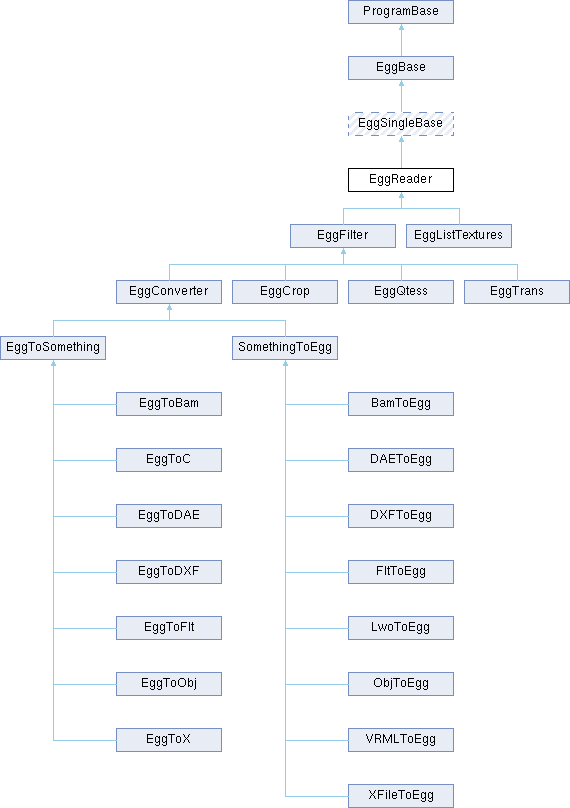 ProgramBase
EggBase
EggSingleBase
EggReader
EggFilter
EggListTextures
EggConverter
EggCrop
EggQtess
EggTrans
EggToSomething
SomethingToEgg
EggToBam
BamToEgg
EggToC
DAEToEgg
EggToDAE
DXFToEgg
EggToDXF
FltToEgg
EggToFlt
LwoToEgg
EggToObj
ObjToEgg
EggToX
VRMLToEgg
XFileToEgg